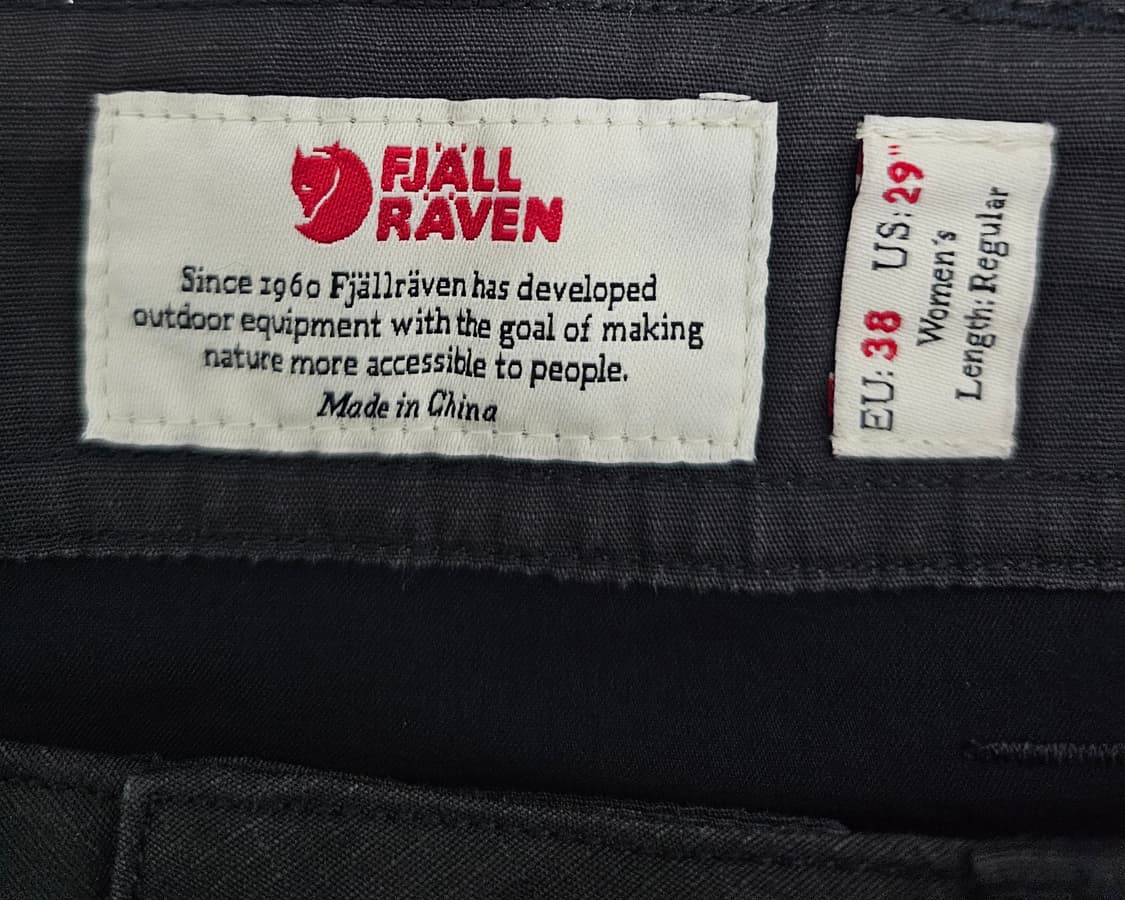 FJÄLL
RÄVEN
Since 1960 Fjällräven has developed
outdoor equipment with the goal of making
nature more accessible to people.
Made in China
EU: 38 US: 29"
Women's
Length: Regular